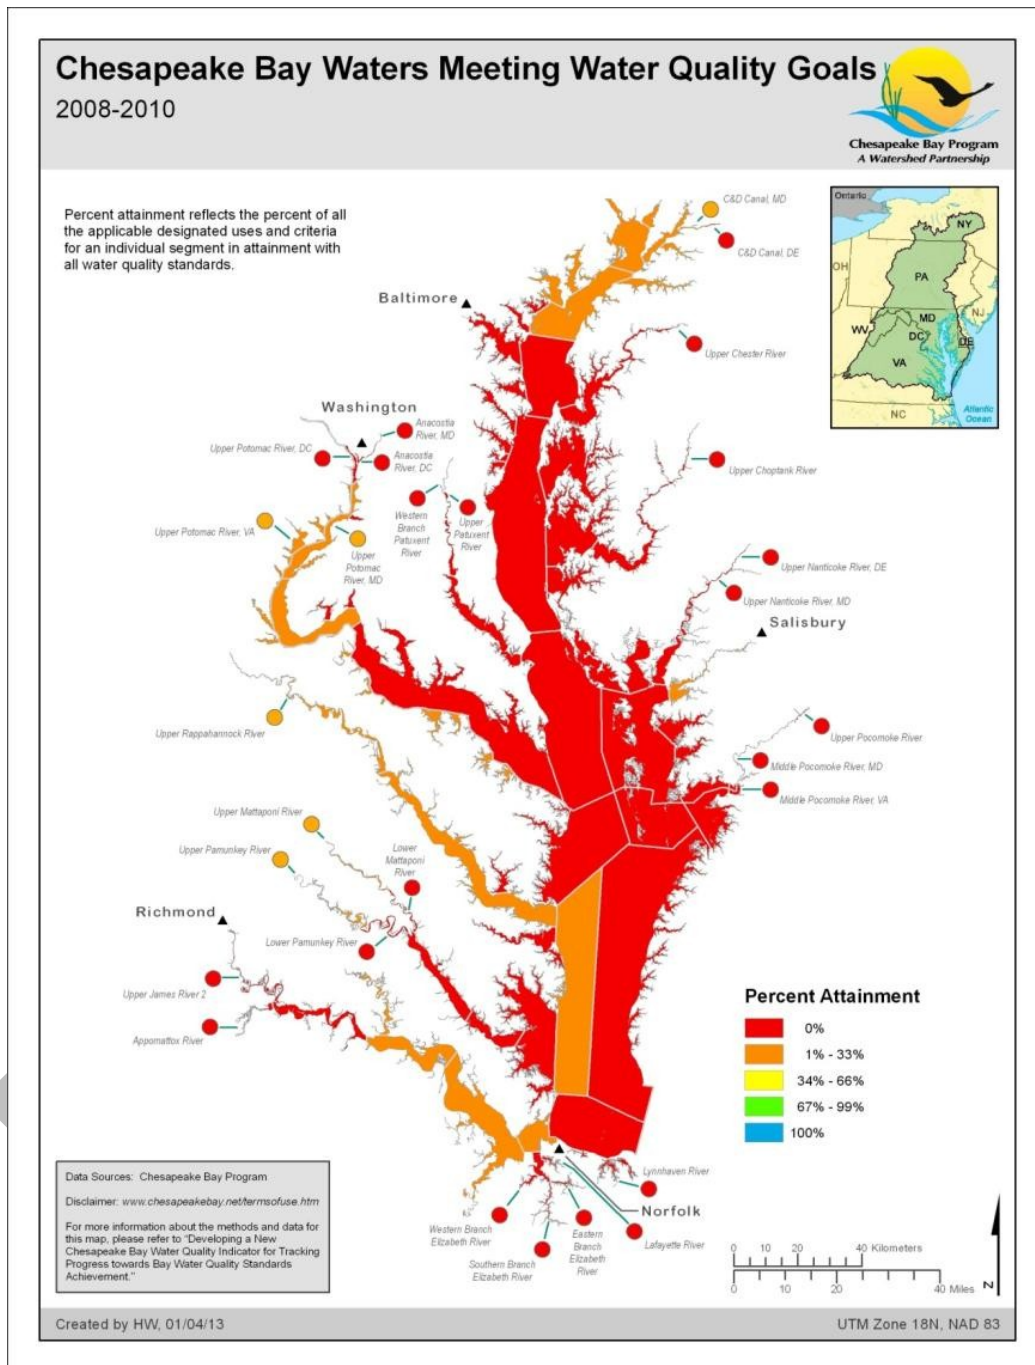 Chesapeake Bay Waters Meeting Water Quality Goals
2008-2010
Chesapeake Bay Program
A Watershed Partnership
Percent attainment reflects the percent of all
the applicable designated uses and criteria
for an individual segment in attainment with
all water quality standards.
C&D Canal, MD
C&D Canal, DE
Ontario
NY
OH
PA
NJ
MD
WV
DC
DE
VA
NC
Atlantic
Ocean
Baltimore
Upper Chester River
Washington
Anacostia
River, MD
Upper Potomac River, DC
Anacostia
River, DC
Upper Choptank River
Western
Branch
Patuxent
River
Upper
Patuxent
River
Upper Potomac River, VA
Upper
Potomac
River, MD
Upper Nanticoke River, DE
Upper Nanticoke River, MD
Salisbury
Upper Rappahannock River
Upper Pocomoke River
Middle Pocomoke River, MD
Middle Pocomoke River, VA
Upper Mattaponi River
Upper Pamunkey River
Lower
Mattaponi
River
Richmond
Lower Pamunkey River
Upper James River 2
Appomattox River
Percent Attainment
0%
1% - 33%
34% - 66%
67% - 99%
100%
Lynnhaven River
Norfolk
Western Branch
Elizabeth River
Southern Branch
Elizabeth River
Eastern
Branch
Elizabeth
River
Lafayette River
Data Sources: Chesapeake Bay Program
Disclaimer: www.chesapeakebay.net/termsofuse.htm
For more information about the methods and data for
this map, please refer to "Developing a New
Chesapeake Bay Water Quality Indicator for Tracking
Progress towards Bay Water Quality Standards
Achievement."
0 10 20 40 Kilometers
0 10 20 40 Miles
N
Created by HW, 01/04/13
UTM Zone 18N, NAD 83